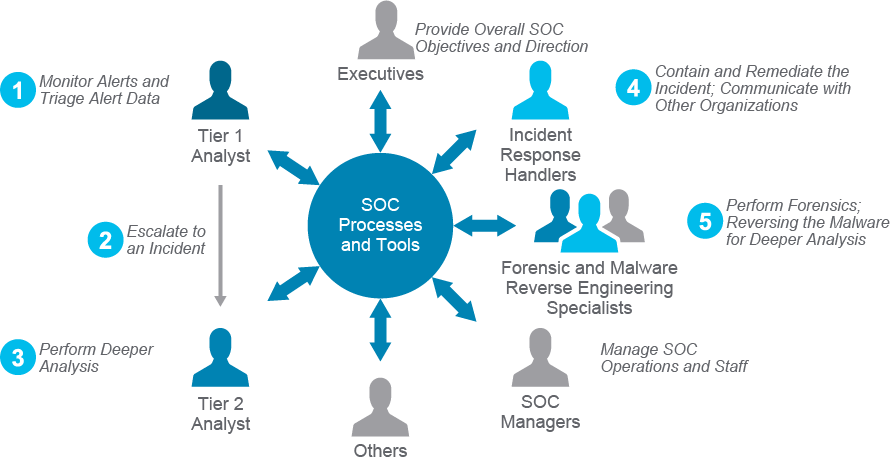 Provide Overall SOC
Objectives and Direction
Executives
1
Monitor Alerts and
Triage Alert Data
Tier 1
Analyst
4
Contain and Remediate the
Incident; Communicate with
Other Organizations
Incident
Response
Handlers
2
Escalate to
an Incident
SOC
Processes
and Tools
5
Perform Forensics;
Reversing the Malware
for Deeper Analysis
Forensic and Malware
Reverse Engineering
Specialists
3
Perform Deeper
Analysis
Tier 2
Analyst
Others
Manage SOC
Operations and Staff
SOC
Managers